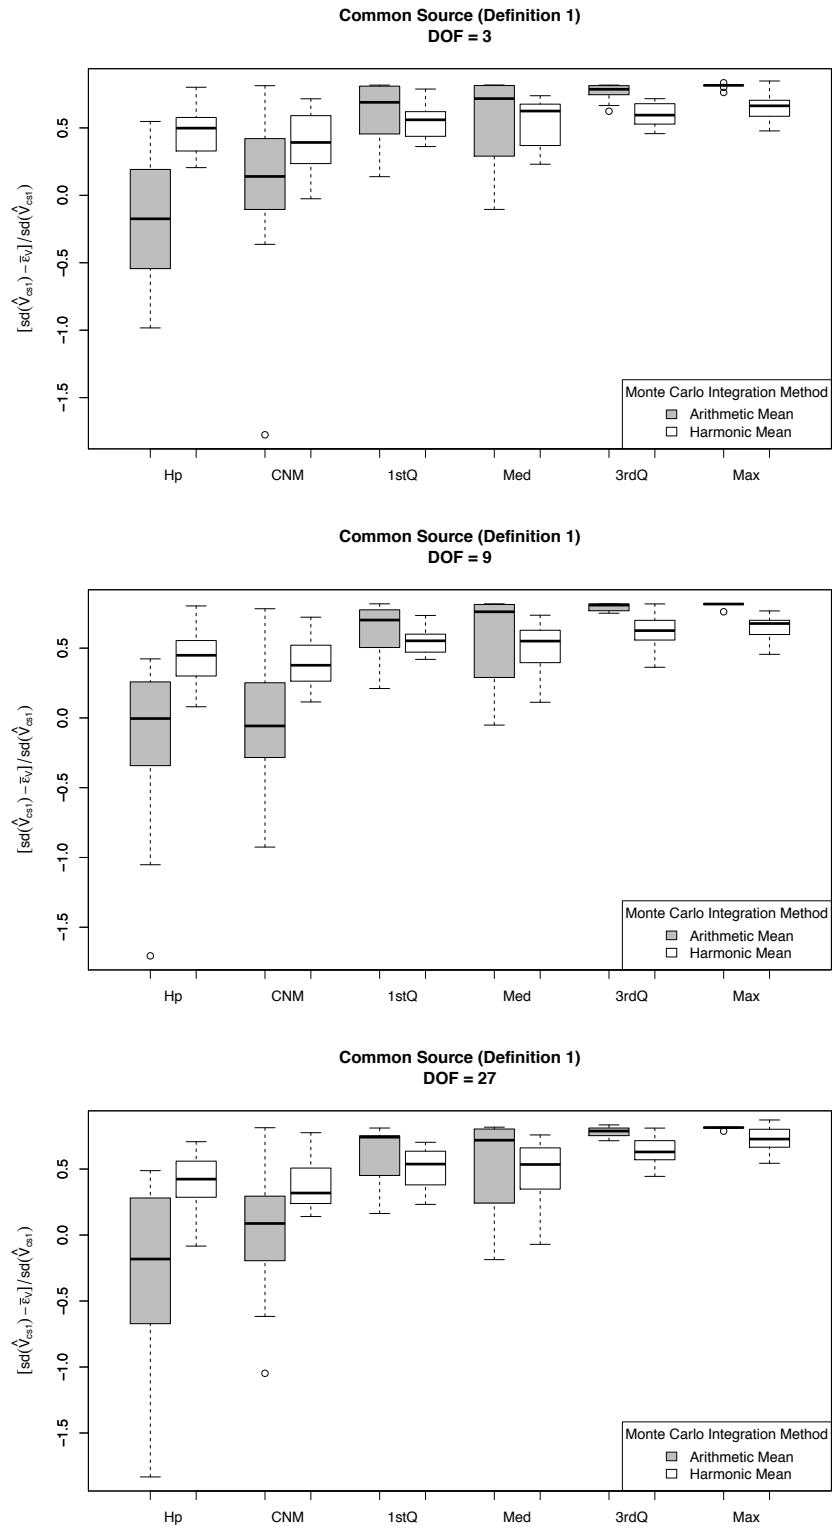 Common Source (Definition 1)
DOF = 3
[sd(V̂cs1) − ε̄V]/sd(V̂cs1)
0.5
0.0
−0.5
−1.0
−1.5
Monte Carlo Integration Method
Arithmetic Mean
Harmonic Mean
Hp CNM 1stQ Med 3rdQ Max
Common Source (Definition 1)
DOF = 9
[sd(V̂cs1) − ε̄V]/sd(V̂cs1)
0.5
0.0
−0.5
−1.0
−1.5
Monte Carlo Integration Method
Arithmetic Mean
Harmonic Mean
Hp CNM 1stQ Med 3rdQ Max
Common Source (Definition 1)
DOF = 27
[sd(V̂cs1) − ε̄V]/sd(V̂cs1)
0.5
0.0
−0.5
−1.0
−1.5
Monte Carlo Integration Method
Arithmetic Mean
Harmonic Mean
Hp CNM 1stQ Med 3rdQ Max